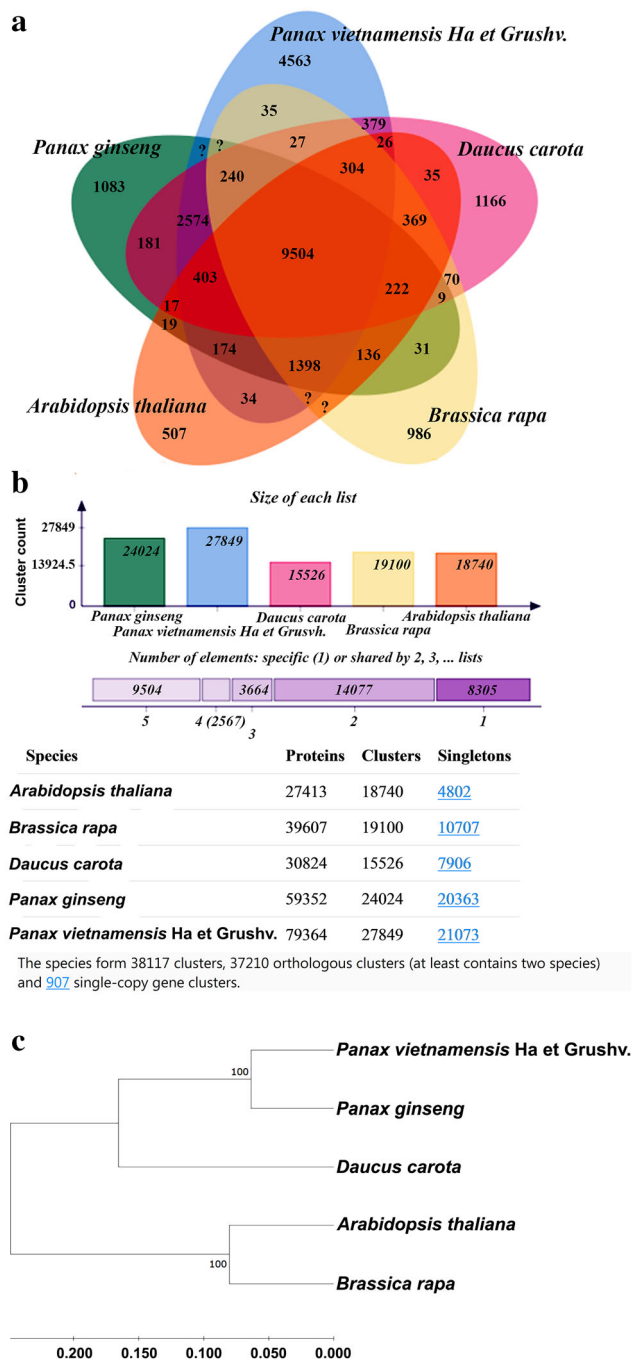 a
Panax vietnamensis Ha et Grushv.
4563
35
379
Panax ginseng
?
?
27
26
Daucus carota
1083
240
304
35
1166
2574
369
181
9504
403
222
70
9
17
19
174
1398
136
31
Arabidopsis thaliana
34
?
?
Brassica rapa
507
986
b
Size of each list
Cluster count
27849
13924.5
0
24024
27849
15526
19100
18740
Panax ginseng
Daucus carota
Arabidopsis thaliana
Panax vietnamensis Ha et Grusvh.
Brassica rapa
Number of elements: specific (1) or shared by 2, 3, ... lists
9504
3664
14077
8305
5
4 (2567)
3
2
1
Species Proteins Clusters Singletons
Arabidopsis thaliana 27413 18740 4802
Brassica rapa 39607 19100 10707
Daucus carota 30824 15526 7906
Panax ginseng 59352 24024 20363
Panax vietnamensis Ha et Grushv. 79364 27849 21073
The species form 38117 clusters, 37210 orthologous clusters (at least contains two species)
and 907 single-copy gene clusters.
c
Panax vietnamensis Ha et Grushv.
100
Panax ginseng
Daucus carota
Arabidopsis thaliana
100
Brassica rapa
0.200 0.150 0.100 0.050 0.000